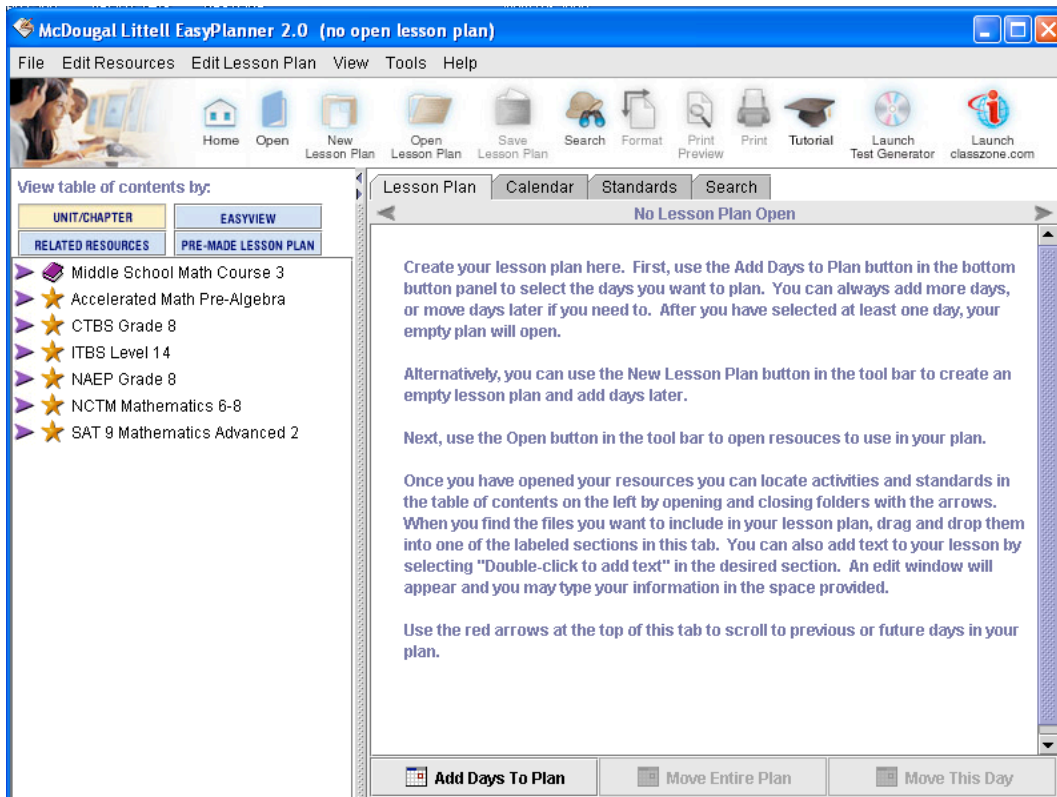 McDougal Littell EasyPlanner 2.0 (no open lesson plan)
File Edit Resources Edit Lesson Plan View Tools Help
Home Open New Lesson Plan Open Lesson Plan Save Lesson Plan Search Format Print Preview Print Tutorial Launch Test Generator Launch classzone.com
View table of contents by:
UNIT/CHAPTER EASYVIEW
RELATED RESOURCES PRE-MADE LESSON PLAN
Middle School Math Course 3
Accelerated Math Pre-Algebra
CTBS Grade 8
ITBS Level 14
NAEP Grade 8
NCTM Mathematics 6-8
SAT 9 Mathematics Advanced 2
Lesson Plan Calendar Standards Search
No Lesson Plan Open
Create your lesson plan here. First, use the Add Days to Plan button in the bottom
button panel to select the days you want to plan. You can always add more days,
or move days later if you need to. After you have selected at least one day, your
empty plan will open.
Alternatively, you can use the New Lesson Plan button in the tool bar to create an
empty lesson plan and add days later.
Next, use the Open button in the tool bar to open resouces to use in your plan.
Once you have opened your resources you can locate activities and standards in
the table of contents on the left by opening and closing folders with the arrows.
When you find the files you want to include in your lesson plan, drag and drop them
into one of the labeled sections in this tab. You can also add text to your lesson by
selecting "Double-click to add text" in the desired section. An edit window will
appear and you may type your information in the space provided.
Use the red arrows at the top of this tab to scroll to previous or future days in your
plan.
Add Days To Plan Move Entire Plan Move This Day